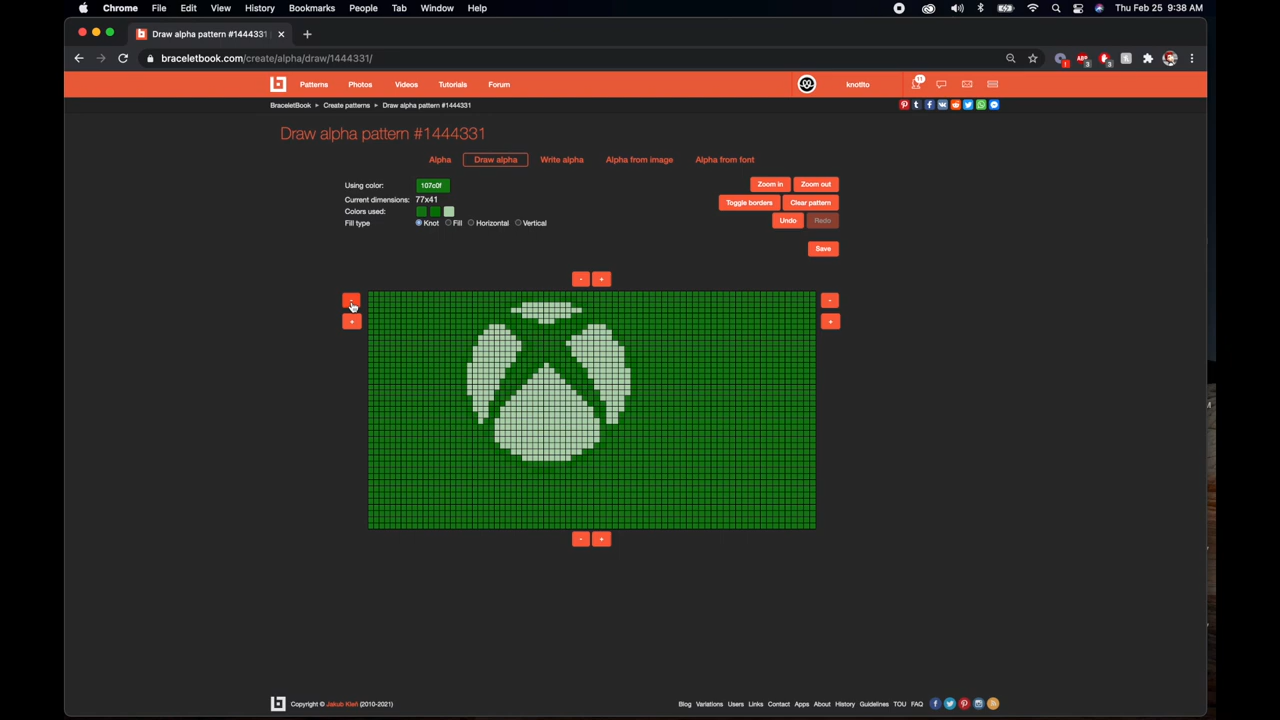 Chrome File Edit View History Bookmarks People Tab Window Help Thu Feb 25 9:38 AM
Draw alpha pattern #1444331
braceletbook.com/create/alpha/draw/1444331/
Patterns Photos Videos Tutorials Forum knotito 11
BraceletBook Create patterns Draw alpha pattern #1444331
Draw alpha pattern #1444331
Alpha Draw alpha Write alpha Alpha from image Alpha from font
Using color: 107c0f Zoom in Zoom out
Current dimensions: 77x41 Toggle borders Clear pattern
Colors used:
Fill type Knot Fill Horizontal Vertical Undo Redo
Save
- +
- -
+ +
- +
Copyright © Jakub Kleň (2010-2021) Blog Variations Users Links Contact Apps About History Guidelines TOU FAQ